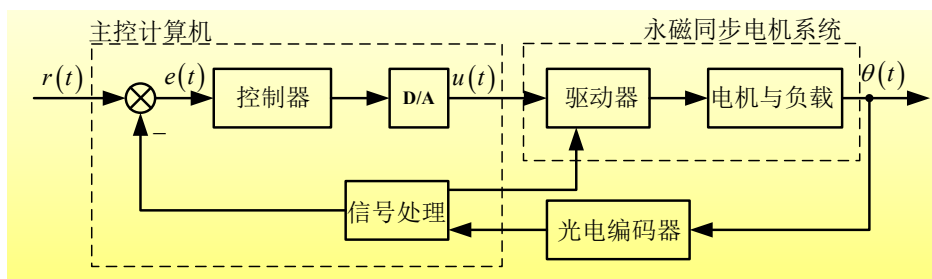 主控计算机
永磁同步电机系统
r(t)
e(t)
控制器
D/A
u(t)
驱动器
电机与负载
θ(t)
−
信号处理
光电编码器